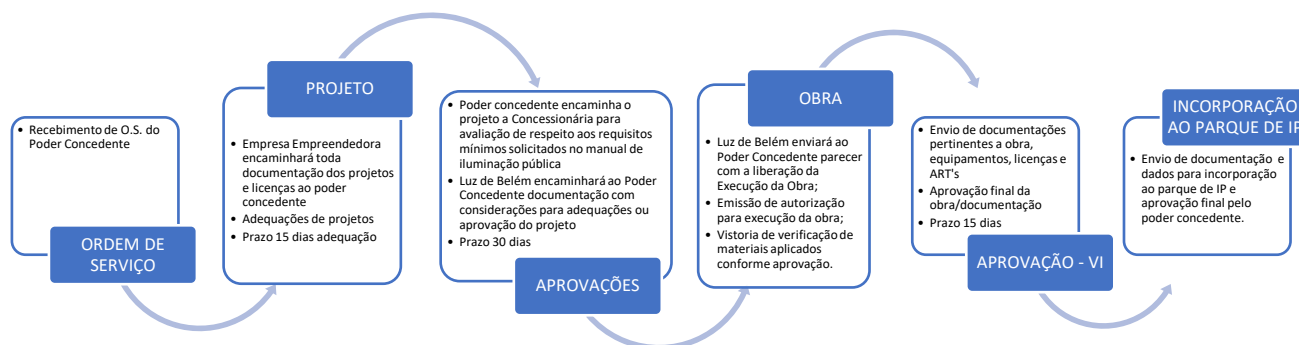 • Recebimento de O.S. do
Poder Concedente
ORDEM DE
SERVIÇO
PROJETO
• Empresa Empreendedora
encaminhará toda
documentação dos projetos
e licenças ao poder
concedente
• Adequações de projetos
• Prazo 15 dias adequação
• Poder concedente encaminha o
projeto a Concessionária para
avaliação de respeito aos requisitos
mínimos solicitados no manual de
iluminação pública
• Luz de Belém encaminhará ao Poder
Concedente documentação com
considerações para adequações ou
aprovação do projeto
• Prazo 30 dias
APROVAÇÕES
OBRA
• Luz de Belém enviará ao
Poder Concedente parecer
com a liberação da
Execução da Obra;
• Emissão de autorização
para execução da obra;
• Vistoria de verificação de
materiais aplicados
conforme aprovação.
• Envio de documentações
pertinentes a obra,
equipamentos, licenças e
ART's
• Aprovação final da
obra/documentação
• Prazo 15 dias
APROVAÇÃO - VI
INCORPORAÇÃO
AO PARQUE DE IP
• Envio de documentação e
dados para incorporação
ao parque de IP e
aprovação final pelo
poder concedente.